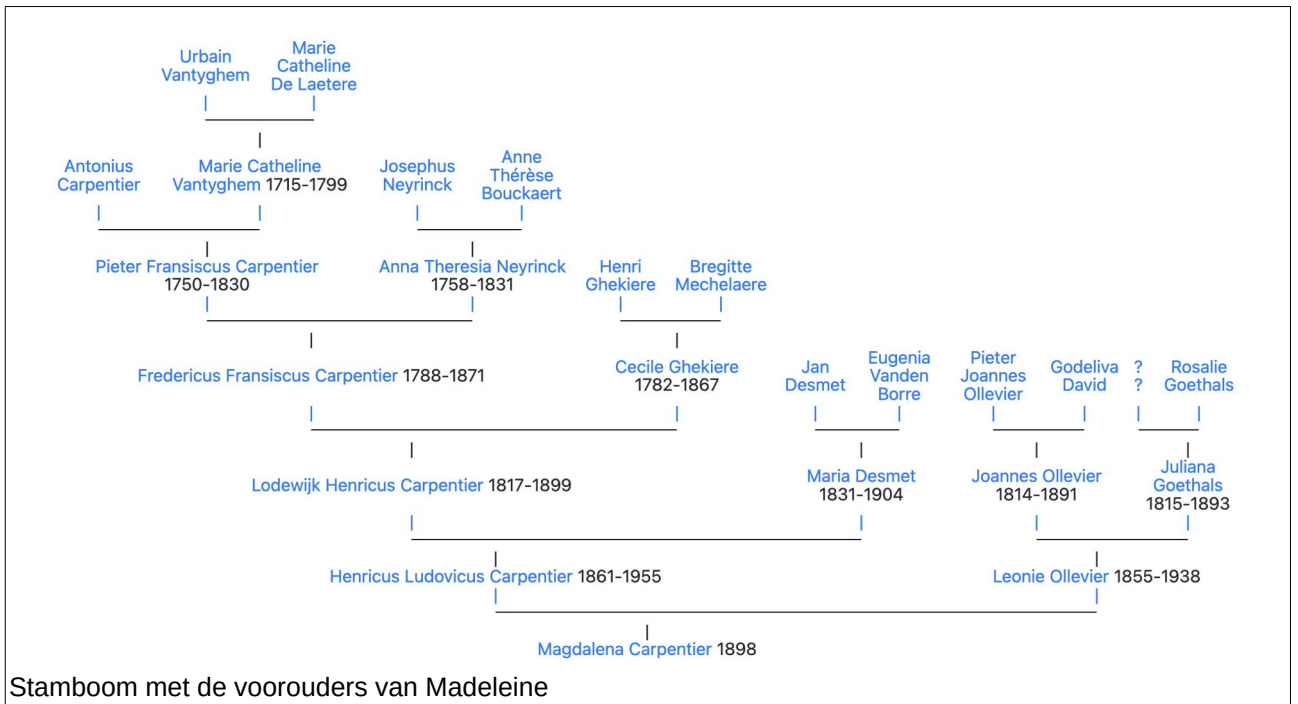 Urbain
Vantyghem
Marie
Catheline
De Laetere
Antonius
Carpentier
Marie Catheline
Vantyghem 1715-1799
Josephus
Neyrinck
Anne
Thérèse
Bouckaert
Pieter Fransiscus Carpentier
1750-1830
Anna Theresia Neyrinck
1758-1831
Henri
Ghekiere
Bregitte
Mechelaere
Fredericus Fransiscus Carpentier 1788-1871
Cecile Ghekiere
1782-1867
Jan
Desmet
Eugenia
Vanden
Borre
Pieter
Joannes
Ollevier
Godeliva
David
?
?
Rosalie
Goethals
Lodewijk Henricus Carpentier 1817-1899
Maria Desmet
1831-1904
Joannes Ollevier
1814-1891
Juliana
Goethals
1815-1893
Henricus Ludovicus Carpentier 1861-1955
Leonie Ollevier 1855-1938
Magdalena Carpentier 1898
Stamboom met de voorouders van Madeleine